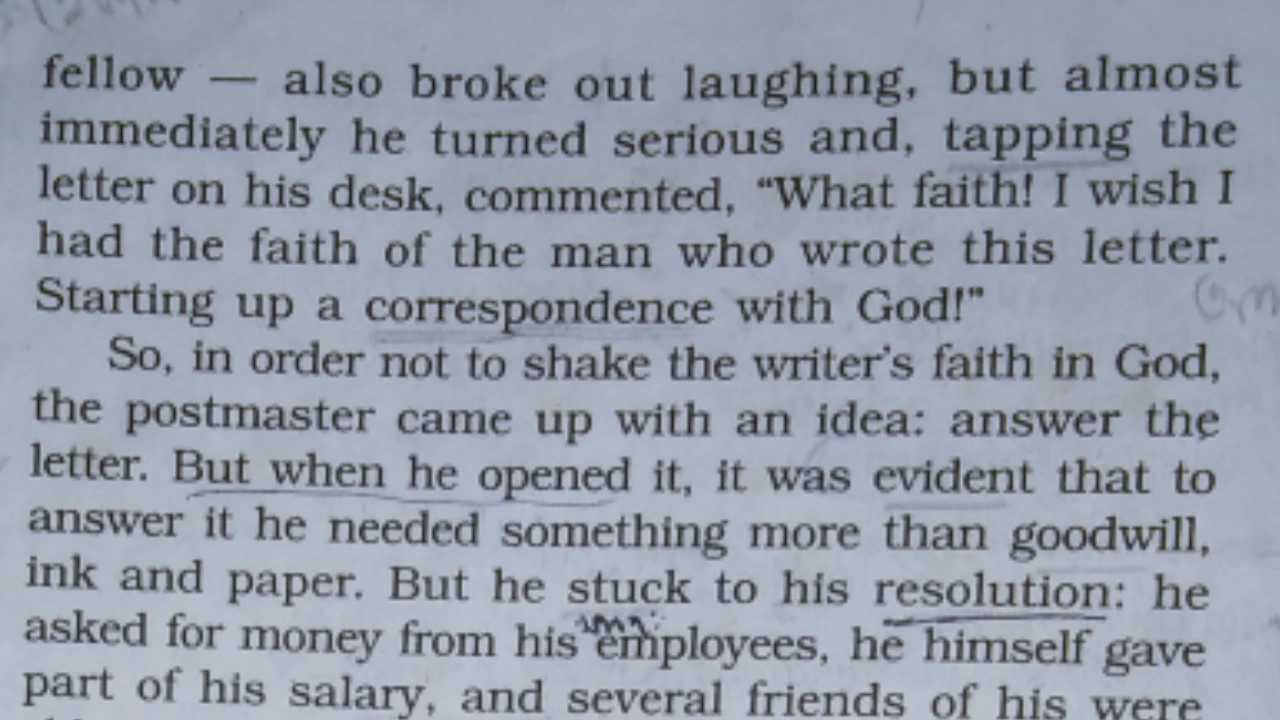 fellow — also broke out laughing, but almost
immediately he turned serious and, tapping the
letter on his desk, commented, “What faith! I wish I
had the faith of the man who wrote this letter.
Starting up a correspondence with God!”
So, in order not to shake the writer’s faith in God,
the postmaster came up with an idea: answer the
letter. But when he opened it, it was evident that to
answer it he needed something more than goodwill,
ink and paper. But he stuck to his resolution: he
asked for money from his employees, he himself gave
part of his salary, and several friends of his were